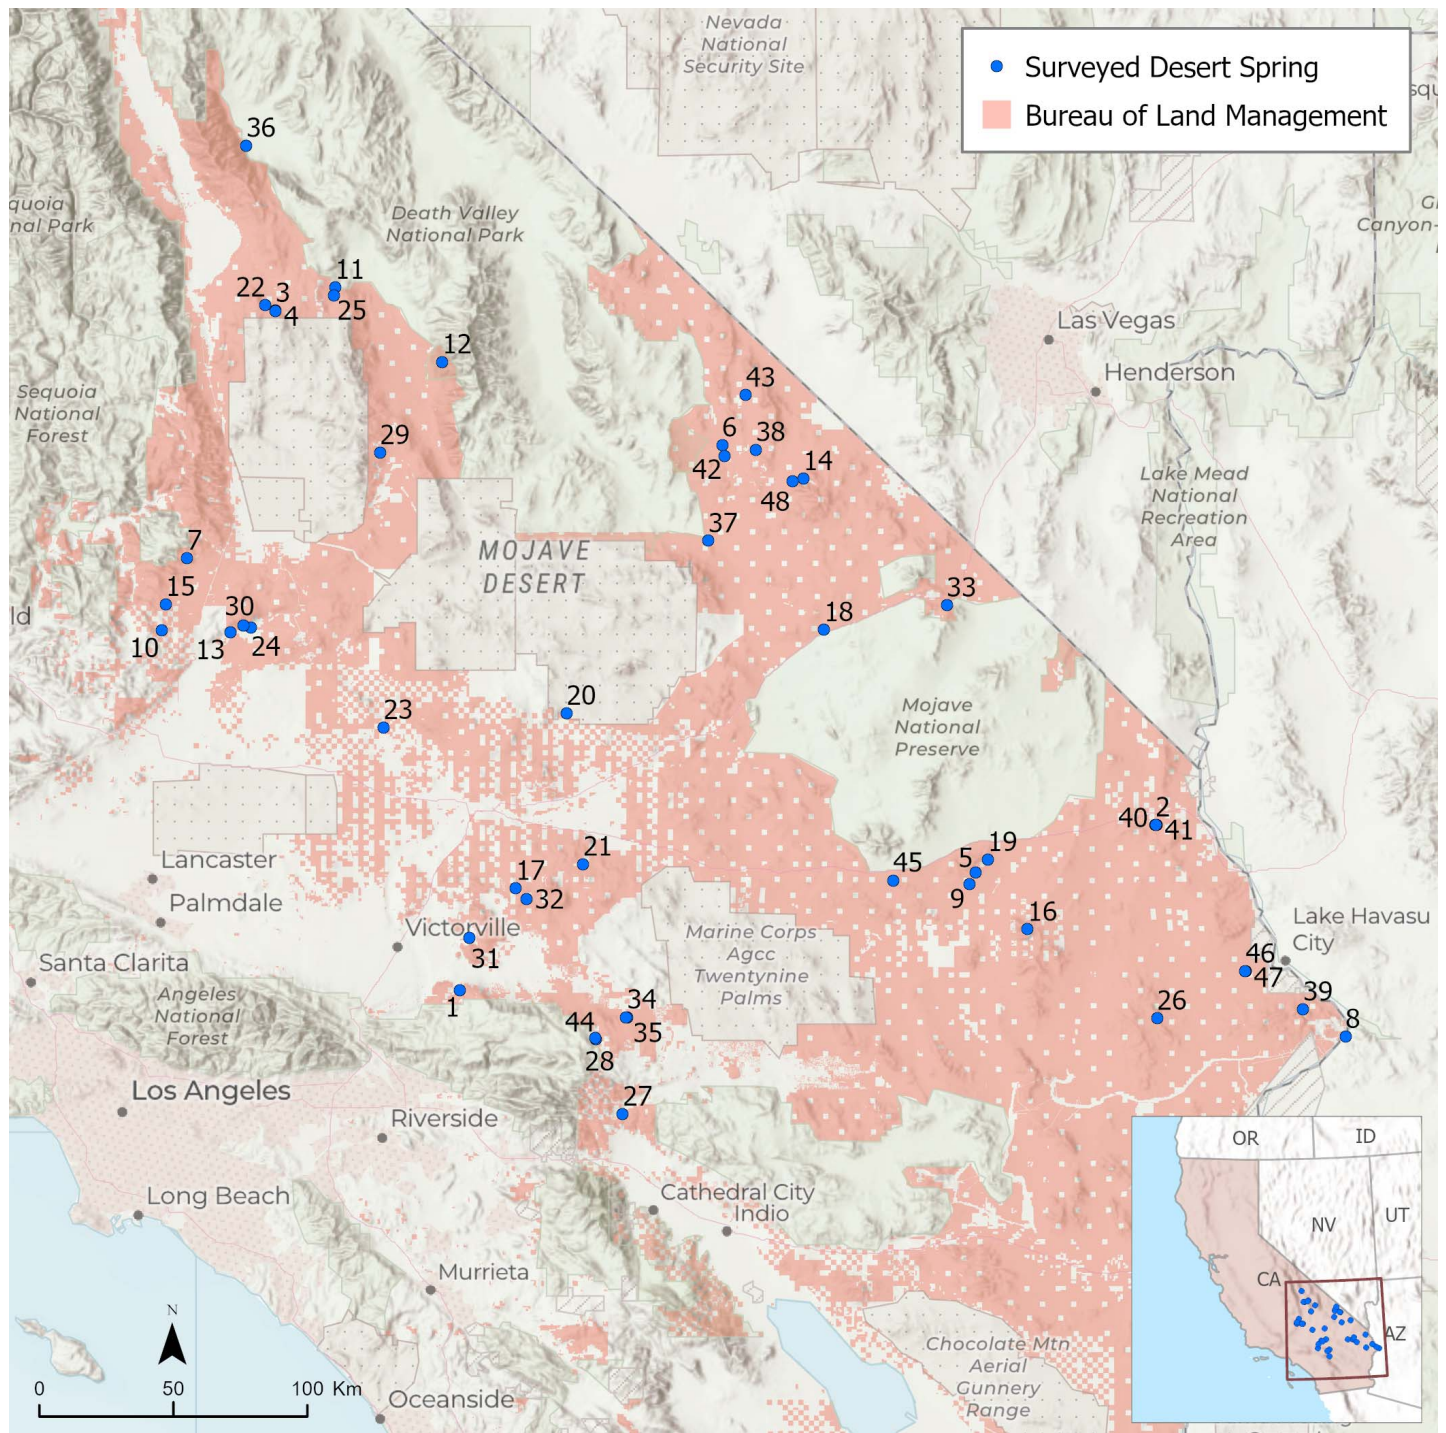 Nevada
National
Security Site
Surveyed Desert Spring
Bureau of Land Management
36
quoia
nal Park
Death Valley
National Park
Canyon-
11
22
3
4
25
Las Vegas
12
Henderson
43
Sequoia
National
Forest
29
6
38
42
14
48
Lake Mead
National
Recreation
Area
37
MOJAVE
DESERT
7
15
30
33
ld
18
10
13
24
20
23
Mojave
National
Preserve
2
40
41
21
19
5
45
9
Lancaster
17
32
Palmdale
16
Victorville
Lake Havasu
City
31
Marine Corps
Agcc
Twentynine
Palms
46
47
Santa Clarita
Angeles
National
Forest
1
34
35
39
26
8
44
28
Los Angeles
27
Riverside
OR
ID
Long Beach
Cathedral City
Indio
NV
UT
Murrieta
CA
N
AZ
Chocolate Mtn
Aerial
Gunnery
Range
0
50
100 Km
Oceanside